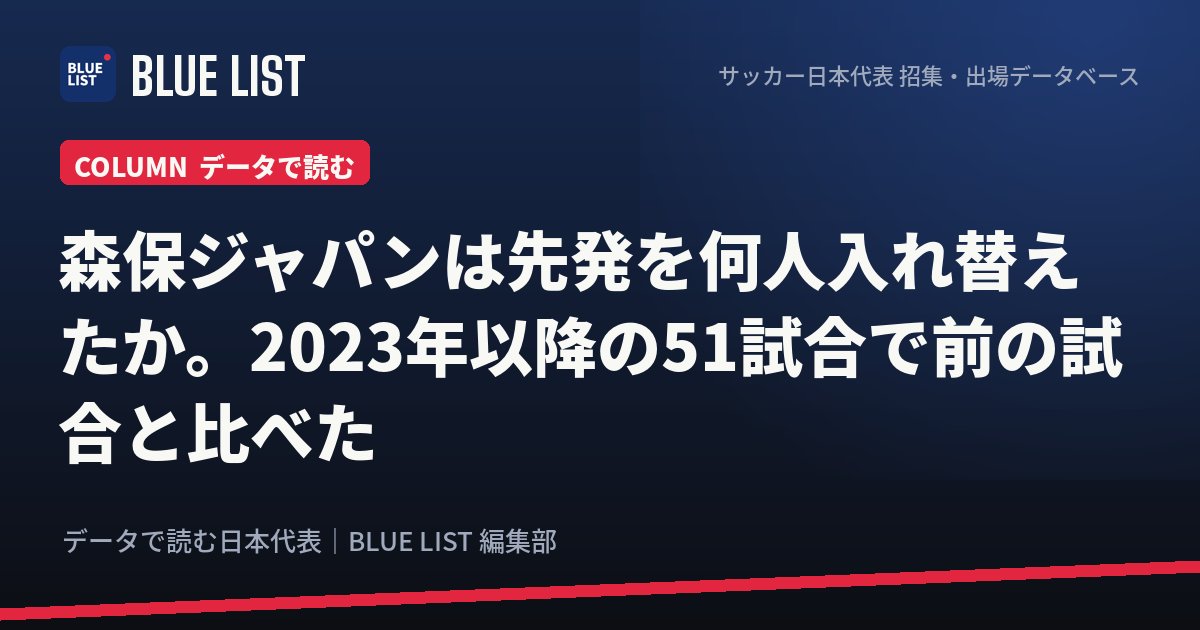 BLUE LIST
BLUE LIST
サッカー日本代表 招集・出場データベース
COLUMN データで読む
森保ジャパンは先発を何人入れ替え
たか。2023年以降の51試合で前の試
合と比べた
データで読む日本代表｜BLUE LIST 編集部